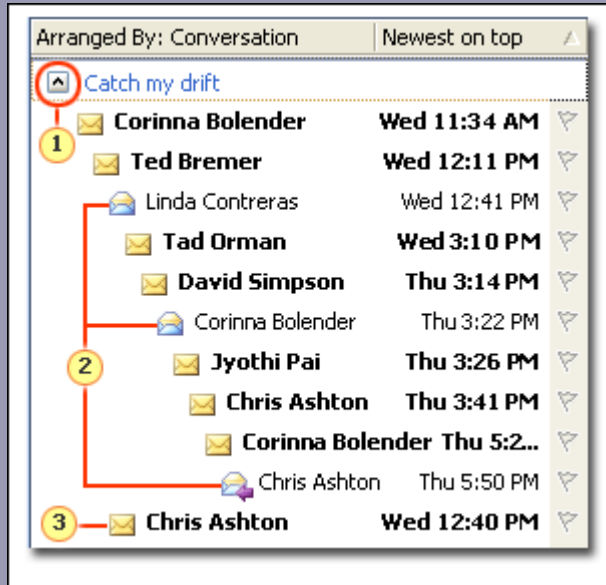 Arranged By: Conversation Newest on top
Catch my drift
Corinna Bolender Wed 11:34 AM
1
Ted Bremer Wed 12:11 PM
Linda Contreras Wed 12:41 PM
Tad Orman Wed 3:10 PM
David Simpson Thu 3:14 PM
Corinna Bolender Thu 3:22 PM
2 Jyothi Pai Thu 3:26 PM
Chris Ashton Thu 3:41 PM
Corinna Bolender Thu 5:2...
Chris Ashton Thu 5:50 PM
3 Chris Ashton Wed 12:40 PM